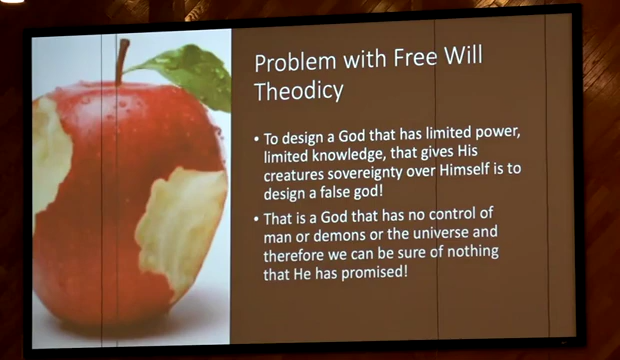 Problem with Free Will
Theodicy
• To design a God that has limited power,
limited knowledge, that gives His
creatures sovereignty over Himself is to
design a false god!
• That is a God that has no control of
man or demons or the universe and
therefore we can be sure of nothing
that He has promised!